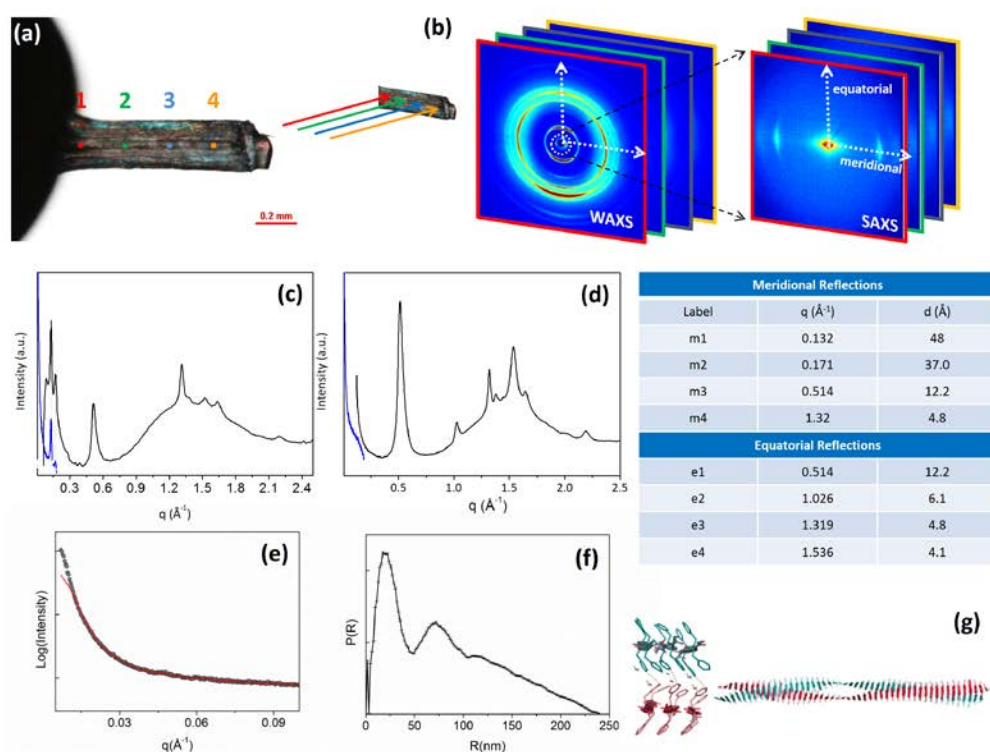 (a)
1 2 3 4
0.2 mm
(b)
WAXS
equatorial
meridional
SAXS
(c)
Intensity (a.u.)
0.3 0.6 0.9 1.2 1.5 1.8 2.1 2.4
q (Å⁻¹)
(d)
Intensity (a.u.)
0.5 1.0 1.5 2.0 2.5
q (Å⁻¹)
Meridional Reflections
Label q (Å⁻¹) d (Å)
m1 0.132 48
m2 0.171 37.0
m3 0.514 12.2
m4 1.32 4.8
Equatorial Reflections
e1 0.514 12.2
e2 1.026 6.1
e3 1.319 4.8
e4 1.536 4.1
(e)
Log(Intensity)
0.03 0.06 0.09
q(Å⁻¹)
(f)
P(R)
0 50 100 150 200 250
R(nm)
(g)